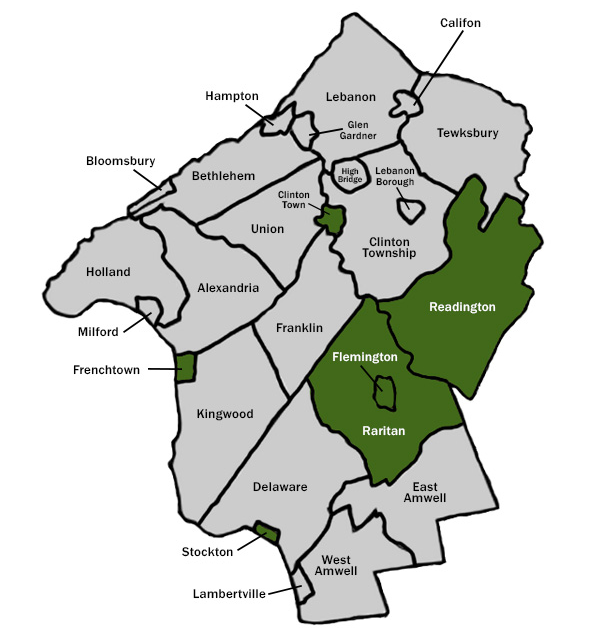 Califon
Hampton
Lebanon
Glen
Gardner
Tewksbury
Bloomsbury
Bethlehem
High
Bridge
Lebanon
Borough
Clinton
Town
Union
Clinton
Township
Holland
Alexandria
Readington
Milford
Franklin
Frenchtown
Flemington
Kingwood
Raritan
Delaware
East
Amwell
Stockton
West
Amwell
Lambertville